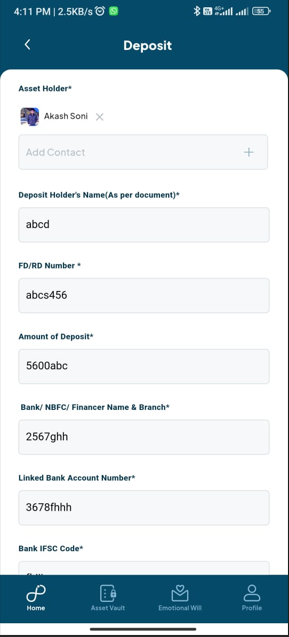 4:11 PM | 2.5KB/s
4G+
55
Deposit
Asset Holder*
Akash Soni
Add Contact
Deposit Holder's Name(As per document)*
abcd
FD/RD Number *
abcs456
Amount of Deposit*
5600abc
Bank/ NBFC/ Financer Name & Branch*
2567ghh
Linked Bank Account Number*
3678fhhh
Bank IFSC Code*
Home
Asset Vault
Emotional Will
Profile